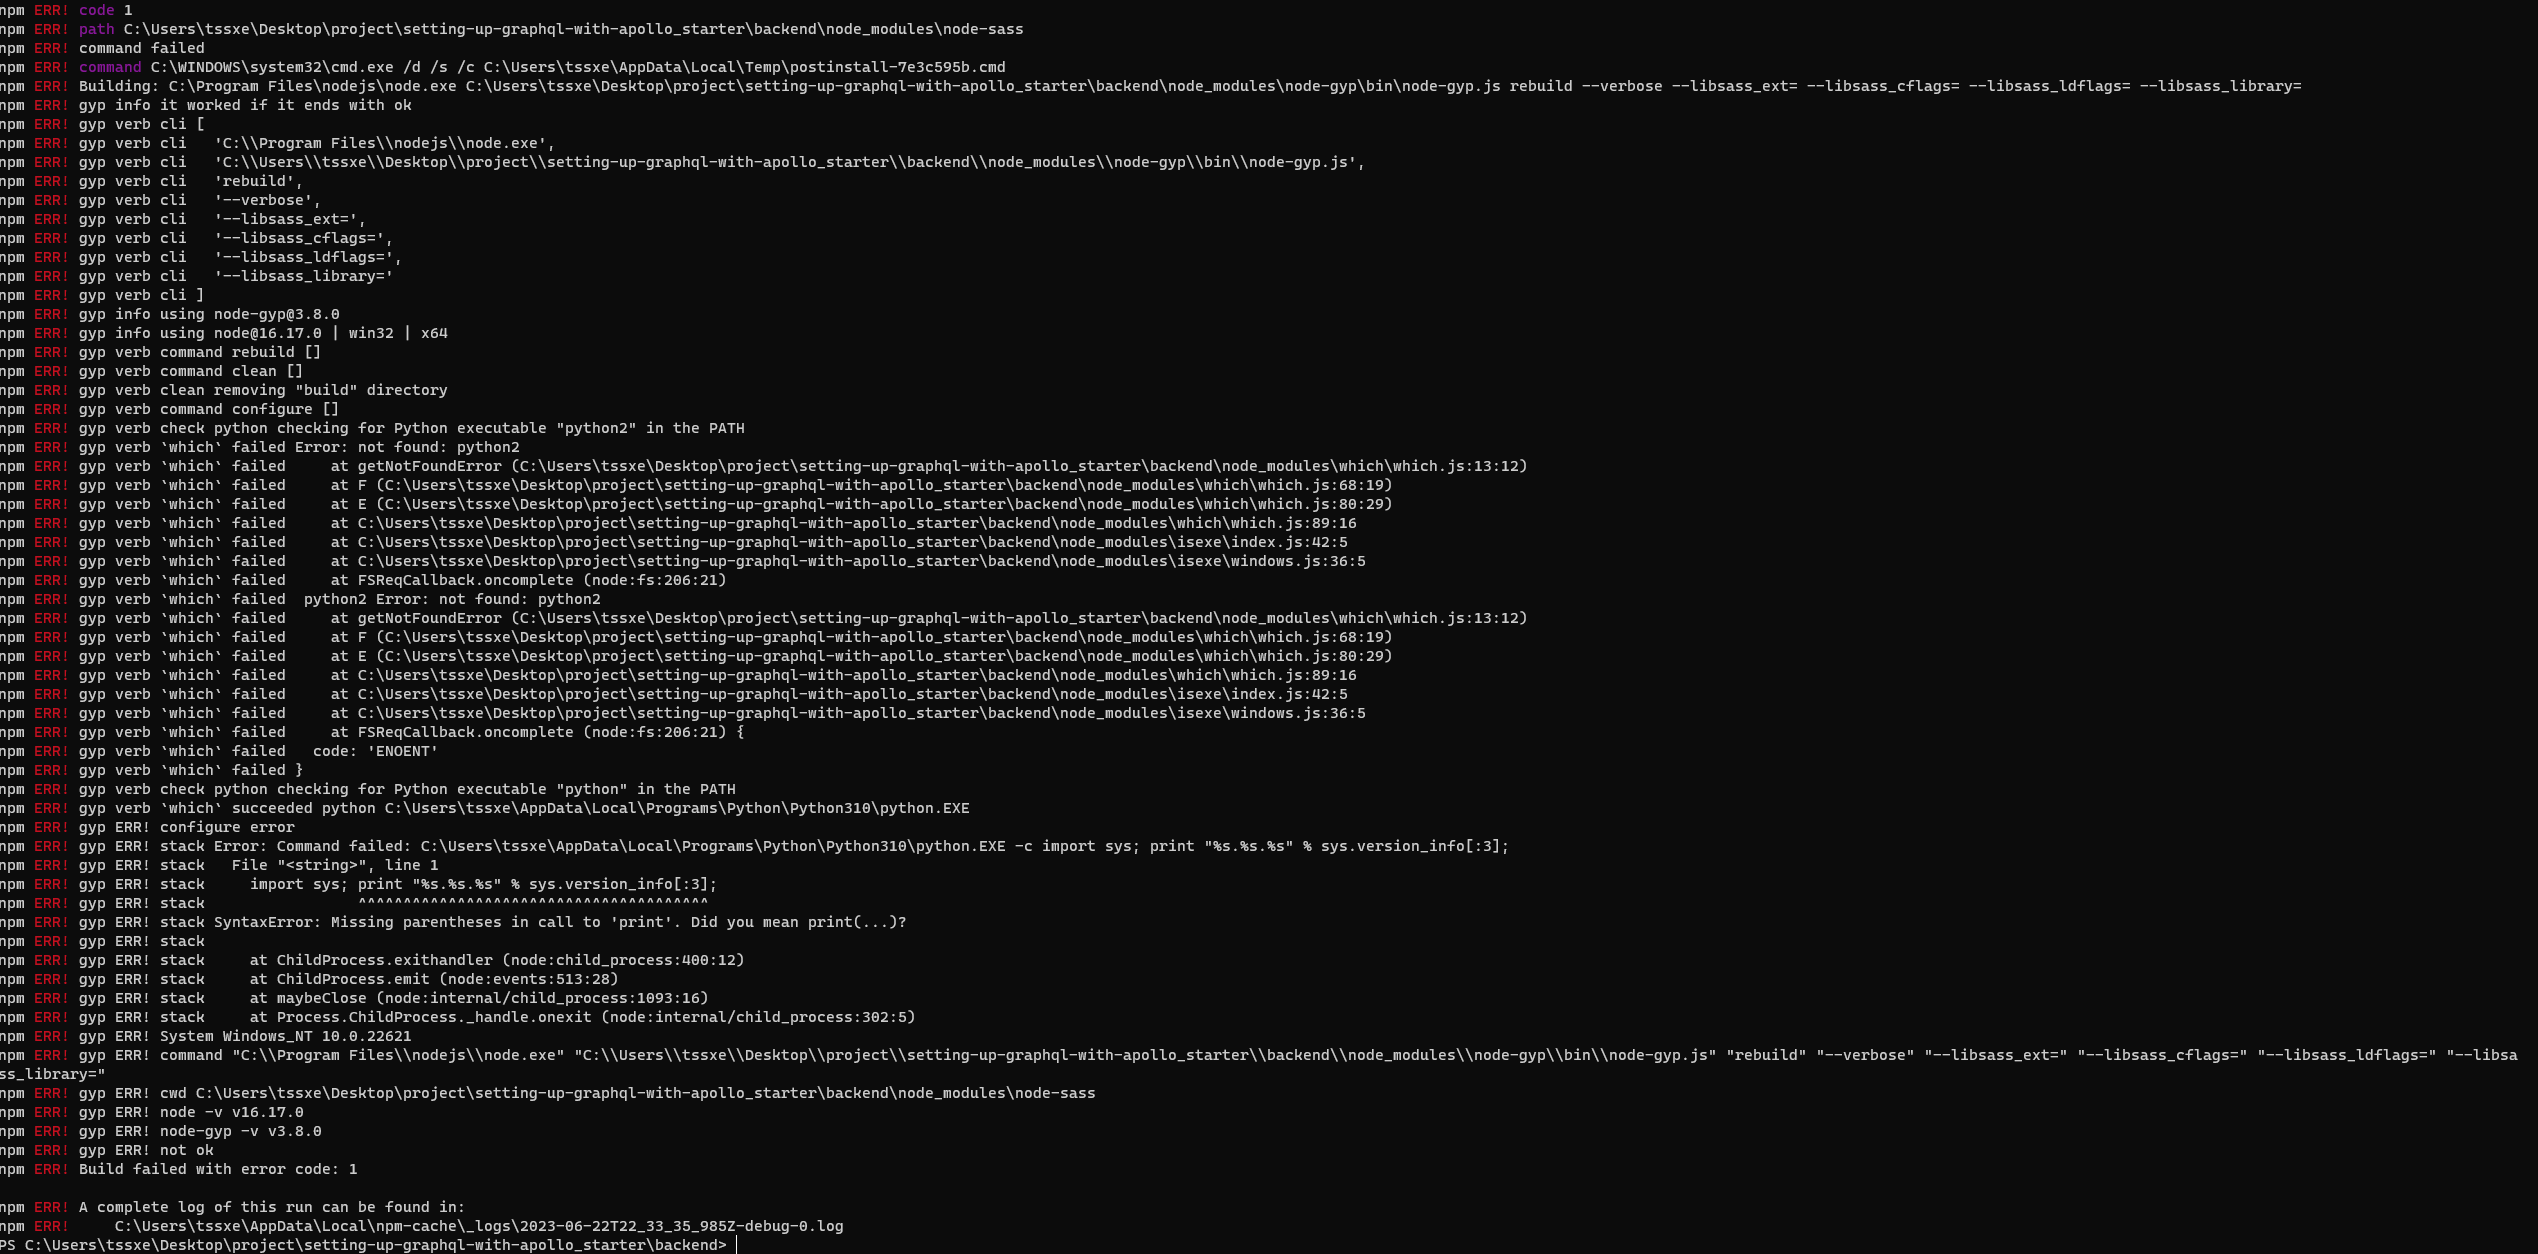 npm ERR! code 1
npm ERR! path C:\Users\tssxe\Desktop\project\setting-up-graphql-with-apollo_starter\backend\node_modules\node-sass
npm ERR! command failed
npm ERR! command C:\WINDOWS\system32\cmd.exe /d /s /c C:\Users\tssxe\AppData\Local\Temp\postinstall-7e3c595b.cmd
npm ERR! Building: C:\Program Files\nodejs\node.exe C:\Users\tssxe\Desktop\project\setting-up-graphql-with-apollo_starter\backend\node_modules\node-gyp\bin\node-gyp.js rebuild --verbose --libsass_ext= --libsass_cflags= --libsass_ldflags= --libsass_library=
npm ERR! gyp info it worked if it ends with ok
npm ERR! gyp verb cli [
npm ERR! gyp verb cli   'C:\\Program Files\\nodejs\\node.exe',
npm ERR! gyp verb cli   'C:\\Users\\tssxe\\Desktop\\project\\setting-up-graphql-with-apollo_starter\\backend\\node_modules\\node-gyp\\bin\\node-gyp.js',
npm ERR! gyp verb cli   'rebuild',
npm ERR! gyp verb cli   '--verbose',
npm ERR! gyp verb cli   '--libsass_ext=',
npm ERR! gyp verb cli   '--libsass_cflags=',
npm ERR! gyp verb cli   '--libsass_ldflags=',
npm ERR! gyp verb cli   '--libsass_library='
npm ERR! gyp verb cli ]
npm ERR! gyp info using node-gyp@3.8.0
npm ERR! gyp info using node@16.17.0 | win32 | x64
npm ERR! gyp verb command rebuild []
npm ERR! gyp verb command clean []
npm ERR! gyp verb clean removing "build" directory
npm ERR! gyp verb command configure []
npm ERR! gyp verb check python checking for Python executable "python2" in the PATH
npm ERR! gyp verb `which` failed Error: not found: python2
npm ERR! gyp verb `which` failed     at getNotFoundError (C:\Users\tssxe\Desktop\project\setting-up-graphql-with-apollo_starter\backend\node_modules\which\which.js:13:12)
npm ERR! gyp verb `which` failed     at F (C:\Users\tssxe\Desktop\project\setting-up-graphql-with-apollo_starter\backend\node_modules\which\which.js:68:19)
npm ERR! gyp verb `which` failed     at E (C:\Users\tssxe\Desktop\project\setting-up-graphql-with-apollo_starter\backend\node_modules\which\which.js:80:29)
npm ERR! gyp verb `which` failed     at C:\Users\tssxe\Desktop\project\setting-up-graphql-with-apollo_starter\backend\node_modules\which\which.js:89:16
npm ERR! gyp verb `which` failed     at C:\Users\tssxe\Desktop\project\setting-up-graphql-with-apollo_starter\backend\node_modules\isexe\index.js:42:5
npm ERR! gyp verb `which` failed     at C:\Users\tssxe\Desktop\project\setting-up-graphql-with-apollo_starter\backend\node_modules\isexe\windows.js:36:5
npm ERR! gyp verb `which` failed     at FSReqCallback.oncomplete (node:fs:206:21)
npm ERR! gyp verb `which` failed  python2 Error: not found: python2
npm ERR! gyp verb `which` failed     at getNotFoundError (C:\Users\tssxe\Desktop\project\setting-up-graphql-with-apollo_starter\backend\node_modules\which\which.js:13:12)
npm ERR! gyp verb `which` failed     at F (C:\Users\tssxe\Desktop\project\setting-up-graphql-with-apollo_starter\backend\node_modules\which\which.js:68:19)
npm ERR! gyp verb `which` failed     at E (C:\Users\tssxe\Desktop\project\setting-up-graphql-with-apollo_starter\backend\node_modules\which\which.js:80:29)
npm ERR! gyp verb `which` failed     at C:\Users\tssxe\Desktop\project\setting-up-graphql-with-apollo_starter\backend\node_modules\which\which.js:89:16
npm ERR! gyp verb `which` failed     at C:\Users\tssxe\Desktop\project\setting-up-graphql-with-apollo_starter\backend\node_modules\isexe\index.js:42:5
npm ERR! gyp verb `which` failed     at C:\Users\tssxe\Desktop\project\setting-up-graphql-with-apollo_starter\backend\node_modules\isexe\windows.js:36:5
npm ERR! gyp verb `which` failed     at FSReqCallback.oncomplete (node:fs:206:21) {
npm ERR! gyp verb `which` failed   code: 'ENOENT'
npm ERR! gyp verb `which` failed }
npm ERR! gyp verb check python checking for Python executable "python" in the PATH
npm ERR! gyp verb `which` succeeded python C:\Users\tssxe\AppData\Local\Programs\Python\Python310\python.EXE
npm ERR! gyp ERR! configure error
npm ERR! gyp ERR! stack Error: Command failed: C:\Users\tssxe\AppData\Local\Programs\Python\Python310\python.EXE -c import sys; print "%s.%s.%s" % sys.version_info[:3];
npm ERR! gyp ERR! stack   File "<string>", line 1
npm ERR! gyp ERR! stack     import sys; print "%s.%s.%s" % sys.version_info[:3];
npm ERR! gyp ERR! stack                 ^^^^^^^^^^^^^^^^^^^^^^^^^^^^^^^^^^^^^^^
npm ERR! gyp ERR! stack SyntaxError: Missing parentheses in call to 'print'. Did you mean print(...)?
npm ERR! gyp ERR! stack
npm ERR! gyp ERR! stack     at ChildProcess.exithandler (node:child_process:400:12)
npm ERR! gyp ERR! stack     at ChildProcess.emit (node:events:513:28)
npm ERR! gyp ERR! stack     at maybeClose (node:internal/child_process:1093:16)
npm ERR! gyp ERR! stack     at Process.ChildProcess._handle.onexit (node:internal/child_process:302:5)
npm ERR! gyp ERR! System Windows_NT 10.0.22621
npm ERR! gyp ERR! command "C:\\Program Files\\nodejs\\node.exe" "C:\\Users\\tssxe\\Desktop\\project\\setting-up-graphql-with-apollo_starter\\backend\\node_modules\\node-gyp\\bin\\node-gyp.js" "rebuild" "--verbose" "--libsass_ext=" "--libsass_cflags=" "--libsass_ldflags=" "--libsa
ss_library="
npm ERR! gyp ERR! cwd C:\Users\tssxe\Desktop\project\setting-up-graphql-with-apollo_starter\backend\node_modules\node-sass
npm ERR! gyp ERR! node -v v16.17.0
npm ERR! gyp ERR! node-gyp -v v3.8.0
npm ERR! gyp ERR! not ok
npm ERR! Build failed with error code: 1
npm ERR! A complete log of this run can be found in:
npm ERR!     C:\Users\tssxe\AppData\Local\npm-cache\_logs\2023-06-22T22_33_35_985Z-debug-0.log
PS C:\Users\tssxe\Desktop\project\setting-up-graphql-with-apollo_starter\backend>